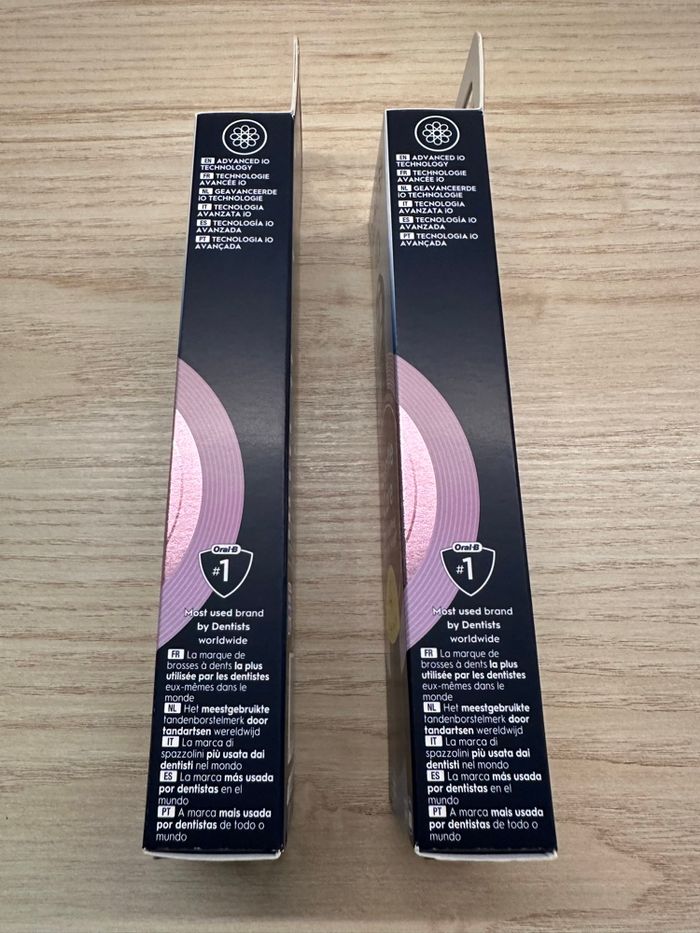 EN ADVANCED iO
TECHNOLOGY
FR TECHNOLOGIE
AVANCÉE iO
NL GEAVANCEERDE
iO TECHNOLOGIE
IT TECNOLOGIA
AVANZATA iO
ES TECNOLOGÍA iO
AVANZADA
PT TECNOLOGIA iO
AVANÇADA
Oral-B
#1
Most used brand
by Dentists
worldwide
FR La marque de
brosses à dents la plus
utilisée par les dentistes
eux-mêmes dans le
monde
NL Het meestgebruikte
tandenborstelmerk door
tandartsen wereldwijd
IT La marca di
spazzolini più usata dai
dentisti nel mondo
ES La marca más usada
por dentistas en el
mundo
PT A marca mais usada
por dentistas de todo o
mundo
EN ADVANCED iO
TECHNOLOGY
FR TECHNOLOGIE
AVANCÉE iO
NL GEAVANCEERDE
iO TECHNOLOGIE
IT TECNOLOGIA
AVANZATA iO
ES TECNOLOGÍA iO
AVANZADA
PT TECNOLOGIA iO
AVANÇADA
Oral-B
#1
Most used brand
by Dentists
worldwide
FR La marque de
brosses à dents la plus
utilisée par les dentistes
eux-mêmes dans le
monde
NL Het meestgebruikte
tandenborstelmerk door
tandartsen wereldwijd
IT La marca di
spazzolini più usata dai
dentisti nel mondo
ES La marca más usada
por dentistas en el
mundo
PT A marca mais usada
por dentistas de todo o
mundo